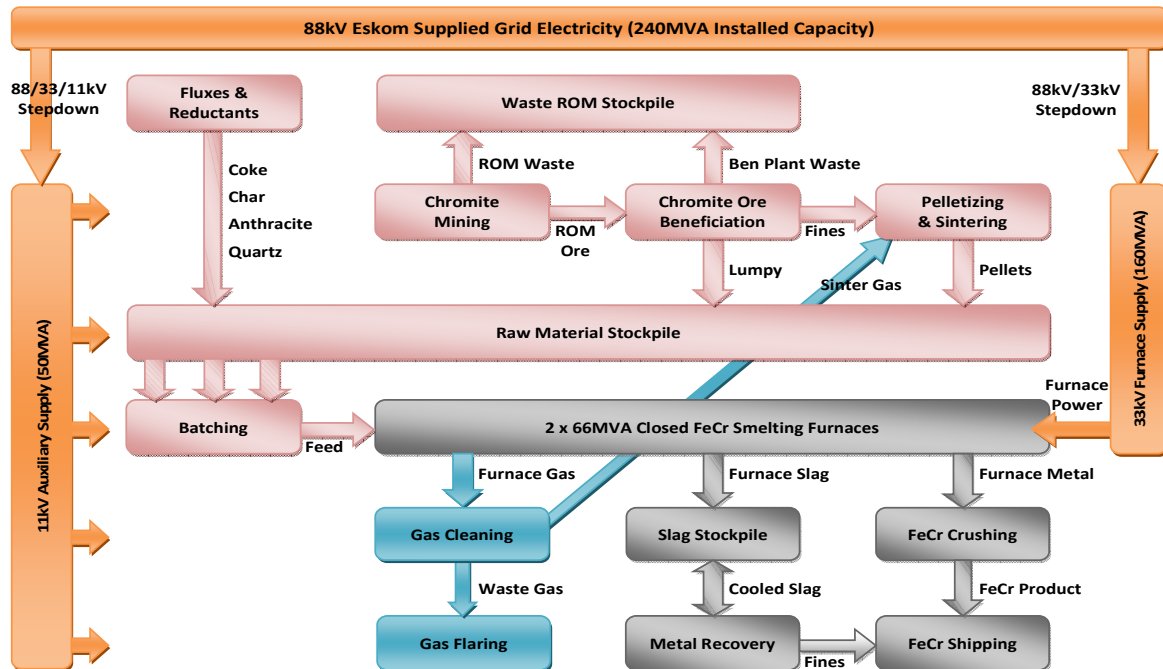 88kV Eskom Supplied Grid Electricity (240MVA Installed Capacity)
88/33/11kV
Stepdown
Fluxes &
Reductants
Waste ROM Stockpile
88kV/33kV
Stepdown
ROM Waste
Ben Plant Waste
Coke
Char
Anthracite
Quartz
Chromite
Mining
ROM
Ore
Chromite Ore
Beneficiation
Fines
Pelletizing
& Sintering
Lumpy
Sinter Gas
Pellets
Raw Material Stockpile
11kV Auxiliary Supply (50MVA)
33kV Furnace Supply (160MVA)
Furnace
Power
Batching
Feed
2 x 66MVA Closed FeCr Smelting Furnaces
Furnace Gas
Furnace Slag
Furnace Metal
Gas Cleaning
Slag Stockpile
FeCr Crushing
Waste Gas
Cooled Slag
FeCr Product
Gas Flaring
Metal Recovery
Fines
FeCr Shipping